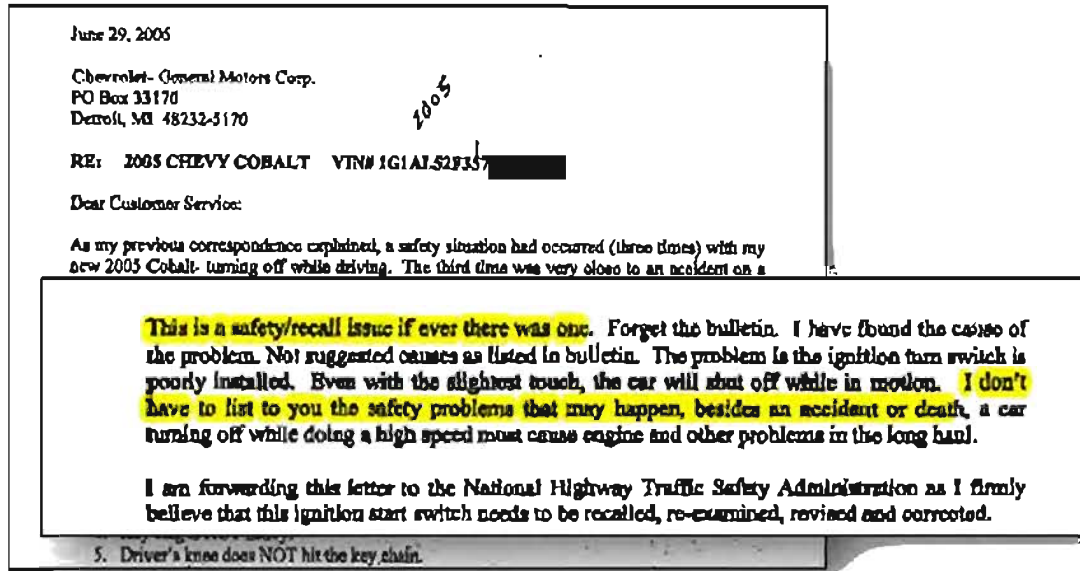 June 29, 2005
Chevrolet- General Motors Corp.
PO Box 33170
Detroit, MI 48232-5170
2005
RE: 2005 CHEVY COBALT VIN# 1G1AL52F357
Dear Customer Service:
As my previous correspondence explained, a safety situation had occurred (three times) with my
new 2005 Cobalt- turning off while driving. The third time was very close to an accident on a
This is a safety/recall issue if ever there was one. Forget the bulletin. I have found the cause of
the problem. Not suggested causes as listed in bulletin. The problem is the ignition turn switch is
poorly installed. Even with the slightest touch, the car will shut off while in motion. I don't
have to list to you the safety problems that may happen, besides an accident or death, a car
turning off while doing a high speed must cause engine and other problems in the long haul.
I am forwarding this letter to the National Highway Traffic Safety Administration as I firmly
believe that this ignition start switch needs to be recalled, re-examined, revised and corrected.
5. Driver's knee does NOT hit the key chain.